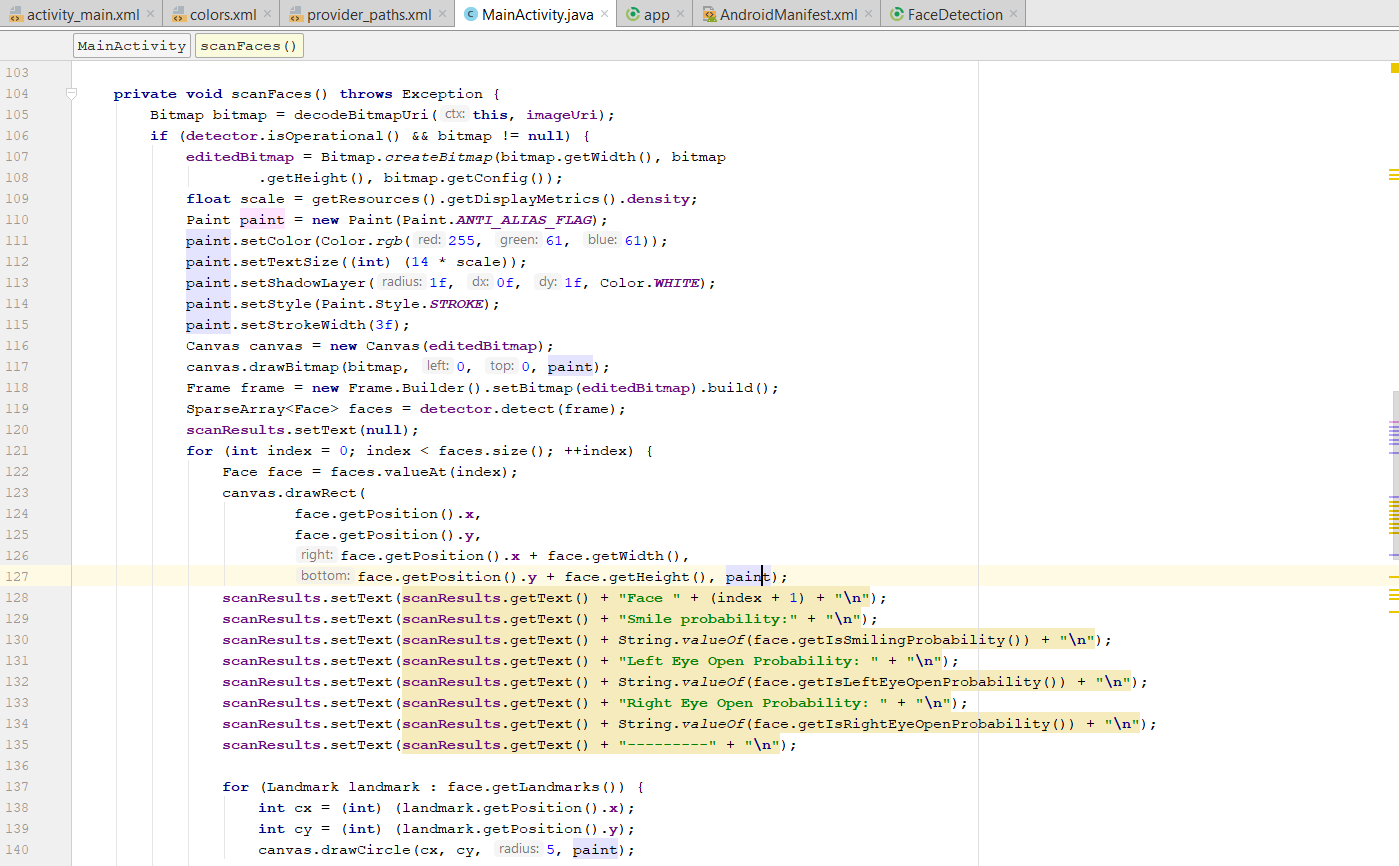 activity_main.xml × colors.xml × provider_paths.xml × MainActivity.java × app × AndroidManifest.xml × FaceDetection ×
MainActivity scanFaces()
103
104 private void scanFaces() throws Exception {
105 Bitmap bitmap = decodeBitmapUri( ctx: this, imageUri);
106 if (detector.isOperational() && bitmap != null) {
107 editedBitmap = Bitmap.createBitmap(bitmap.getWidth(), bitmap
108 .getHeight(), bitmap.getConfig());
109 float scale = getResources().getDisplayMetrics().density;
110 Paint paint = new Paint(Paint.ANTI_ALIAS_FLAG);
111 paint.setColor(Color.rgb( red: 255, green: 61, blue: 61));
112 paint.setTextSize((int) (14 * scale));
113 paint.setShadowLayer( radius: 1f, dx: 0f, dy: 1f, Color.WHITE);
114 paint.setStyle(Paint.Style.STROKE);
115 paint.setStrokeWidth(3f);
116 Canvas canvas = new Canvas(editedBitmap);
117 canvas.drawBitmap(bitmap, left: 0, top: 0, paint);
118 Frame frame = new Frame.Builder().setBitmap(editedBitmap).build();
119 SparseArray<Face> faces = detector.detect(frame);
120 scanResults.setText(null);
121 for (int index = 0; index < faces.size(); ++index) {
122 Face face = faces.valueAt(index);
123 canvas.drawRect(
124 face.getPosition().x,
125 face.getPosition().y,
126 right: face.getPosition().x + face.getWidth(),
127 bottom: face.getPosition().y + face.getHeight(), paint);
128 scanResults.setText(scanResults.getText() + "Face " + (index + 1) + "\n");
129 scanResults.setText(scanResults.getText() + "Smile probability:" + "\n");
130 scanResults.setText(scanResults.getText() + String.valueOf(face.getIsSmilingProbability()) + "\n");
131 scanResults.setText(scanResults.getText() + "Left Eye Open Probability: " + "\n");
132 scanResults.setText(scanResults.getText() + String.valueOf(face.getIsLeftEyeOpenProbability()) + "\n");
133 scanResults.setText(scanResults.getText() + "Right Eye Open Probability: " + "\n");
134 scanResults.setText(scanResults.getText() + String.valueOf(face.getIsRightEyeOpenProbability()) + "\n");
135 scanResults.setText(scanResults.getText() + "---------" + "\n");
136
137 for (Landmark landmark : face.getLandmarks()) {
138 int cx = (int) (landmark.getPosition().x);
139 int cy = (int) (landmark.getPosition().y);
140 canvas.drawCircle(cx, cy, radius: 5, paint);